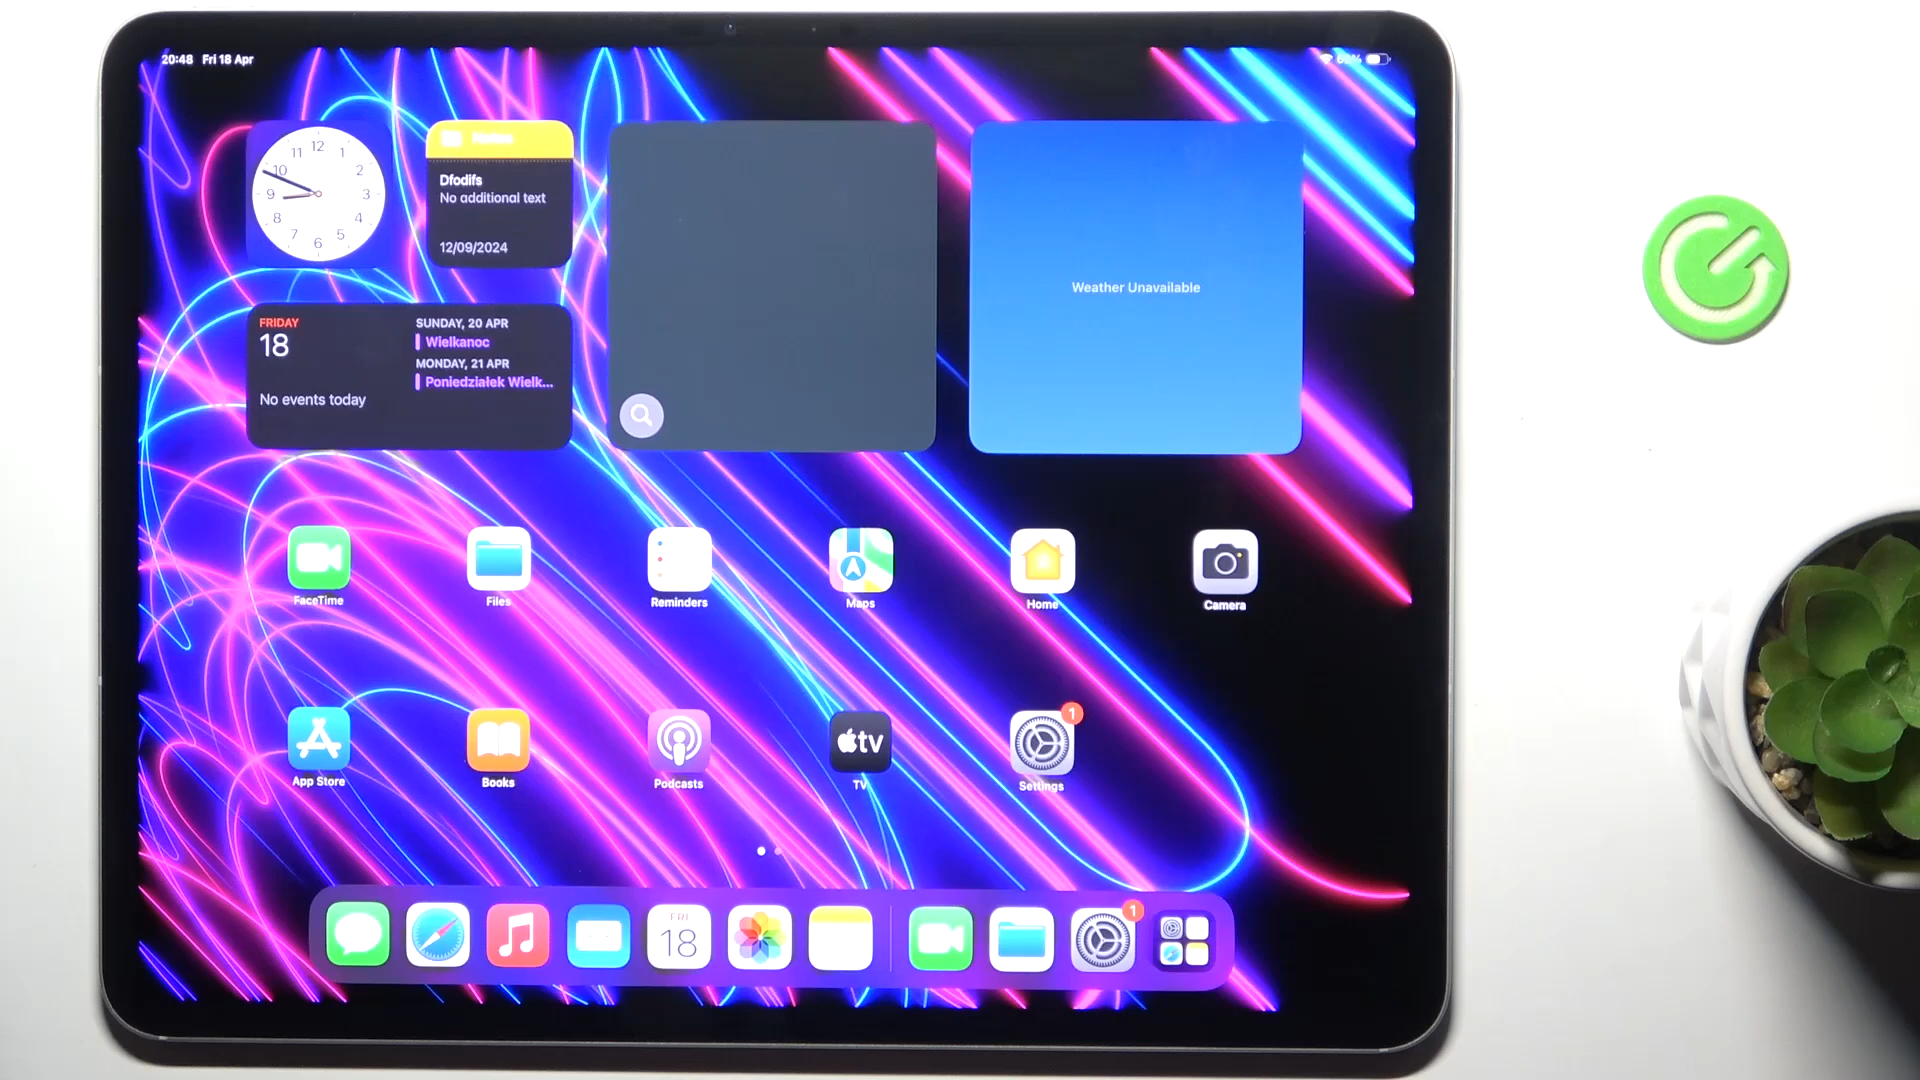 20:48 Fri 18 Apr
12
11 1
10 2
9 3
8 4
7 5
6
Notes
Dfodifs
No additional text
12/09/2024
Weather Unavailable
FRIDAY
18
No events today
SUNDAY, 20 APR
Wielkanoc
MONDAY, 21 APR
Poniedziałek Wielk...
FaceTime Files Reminders Maps Home Camera
tv
1
App Store Books Podcasts TV Settings
FRI
18
1